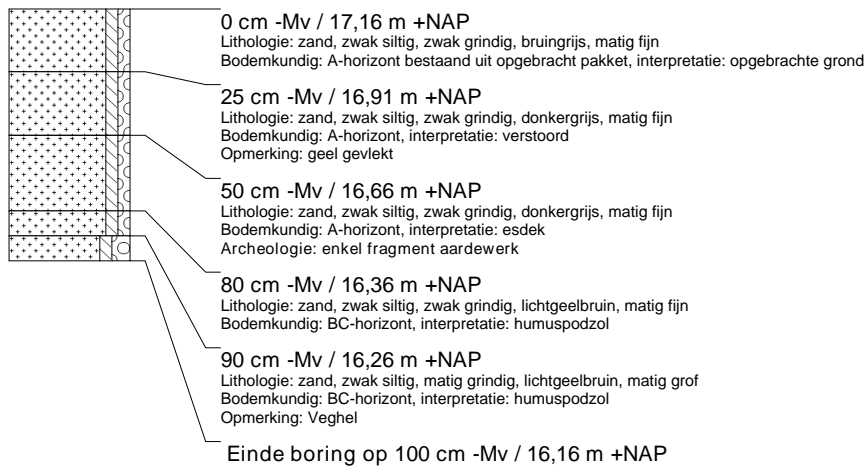 0 cm -Mv / 17,16 m +NAP
Lithologie: zand, zwak siltig, zwak grindig, bruingrijs, matig fijn
Bodemkundig: A-horizont bestaand uit opgebracht pakket, interpretatie: opgebrachte grond
25 cm -Mv / 16,91 m +NAP
Lithologie: zand, zwak siltig, zwak grindig, donkergrijs, matig fijn
Bodemkundig: A-horizont, interpretatie: verstoord
Opmerking: geel gevlekt
50 cm -Mv / 16,66 m +NAP
Lithologie: zand, zwak siltig, zwak grindig, donkergrijs, matig fijn
Bodemkundig: A-horizont, interpretatie: esdek
Archeologie: enkel fragment aardewerk
80 cm -Mv / 16,36 m +NAP
Lithologie: zand, zwak siltig, zwak grindig, lichtgeelbruin, matig fijn
Bodemkundig: BC-horizont, interpretatie: humuspodzol
90 cm -Mv / 16,26 m +NAP
Lithologie: zand, zwak siltig, matig grindig, lichtgeelbruin, matig grof
Bodemkundig: BC-horizont, interpretatie: humuspodzol
Opmerking: Veghel
Einde boring op 100 cm -Mv / 16,16 m +NAP